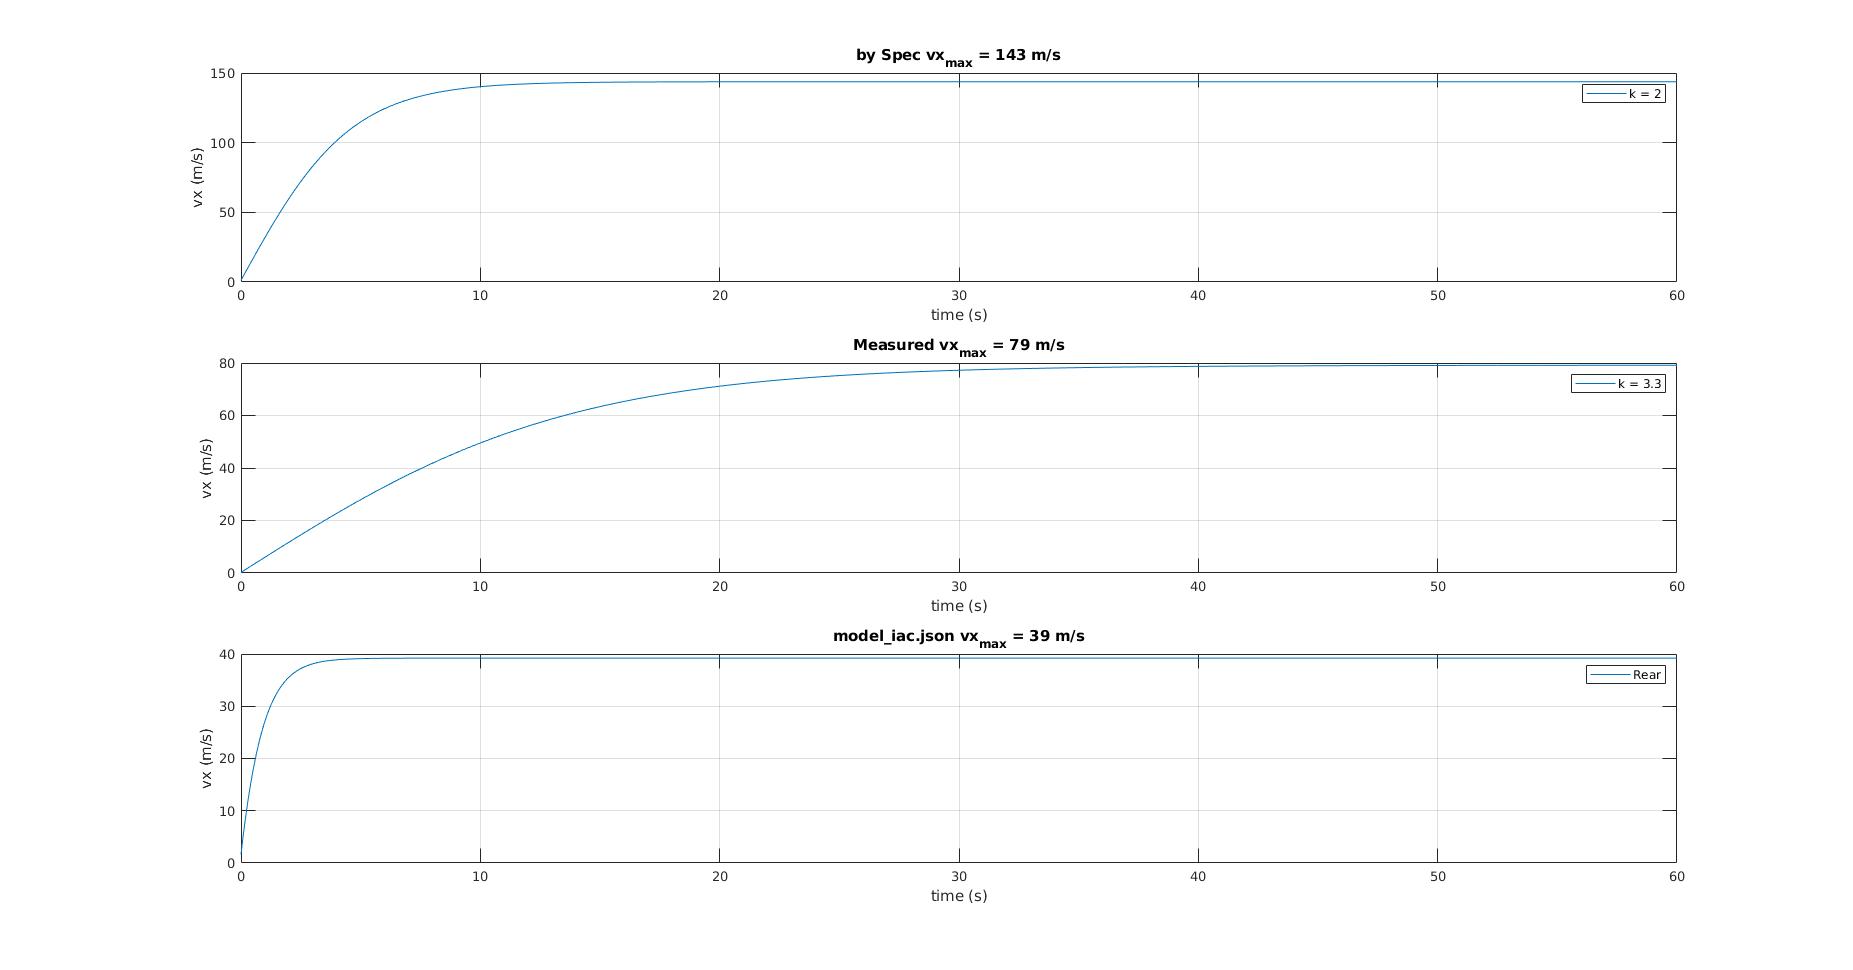 by Spec vxmax = 143 m/s
150
100
50
0
vx (m/s)
k = 2
0 10 20 30 40 50 60
time (s)
Measured vxmax = 79 m/s
80
60
40
20
0
vx (m/s)
k = 3.3
0 10 20 30 40 50 60
time (s)
model_iac.json vxmax = 39 m/s
40
30
20
10
0
vx (m/s)
Rear
0 10 20 30 40 50 60
time (s)